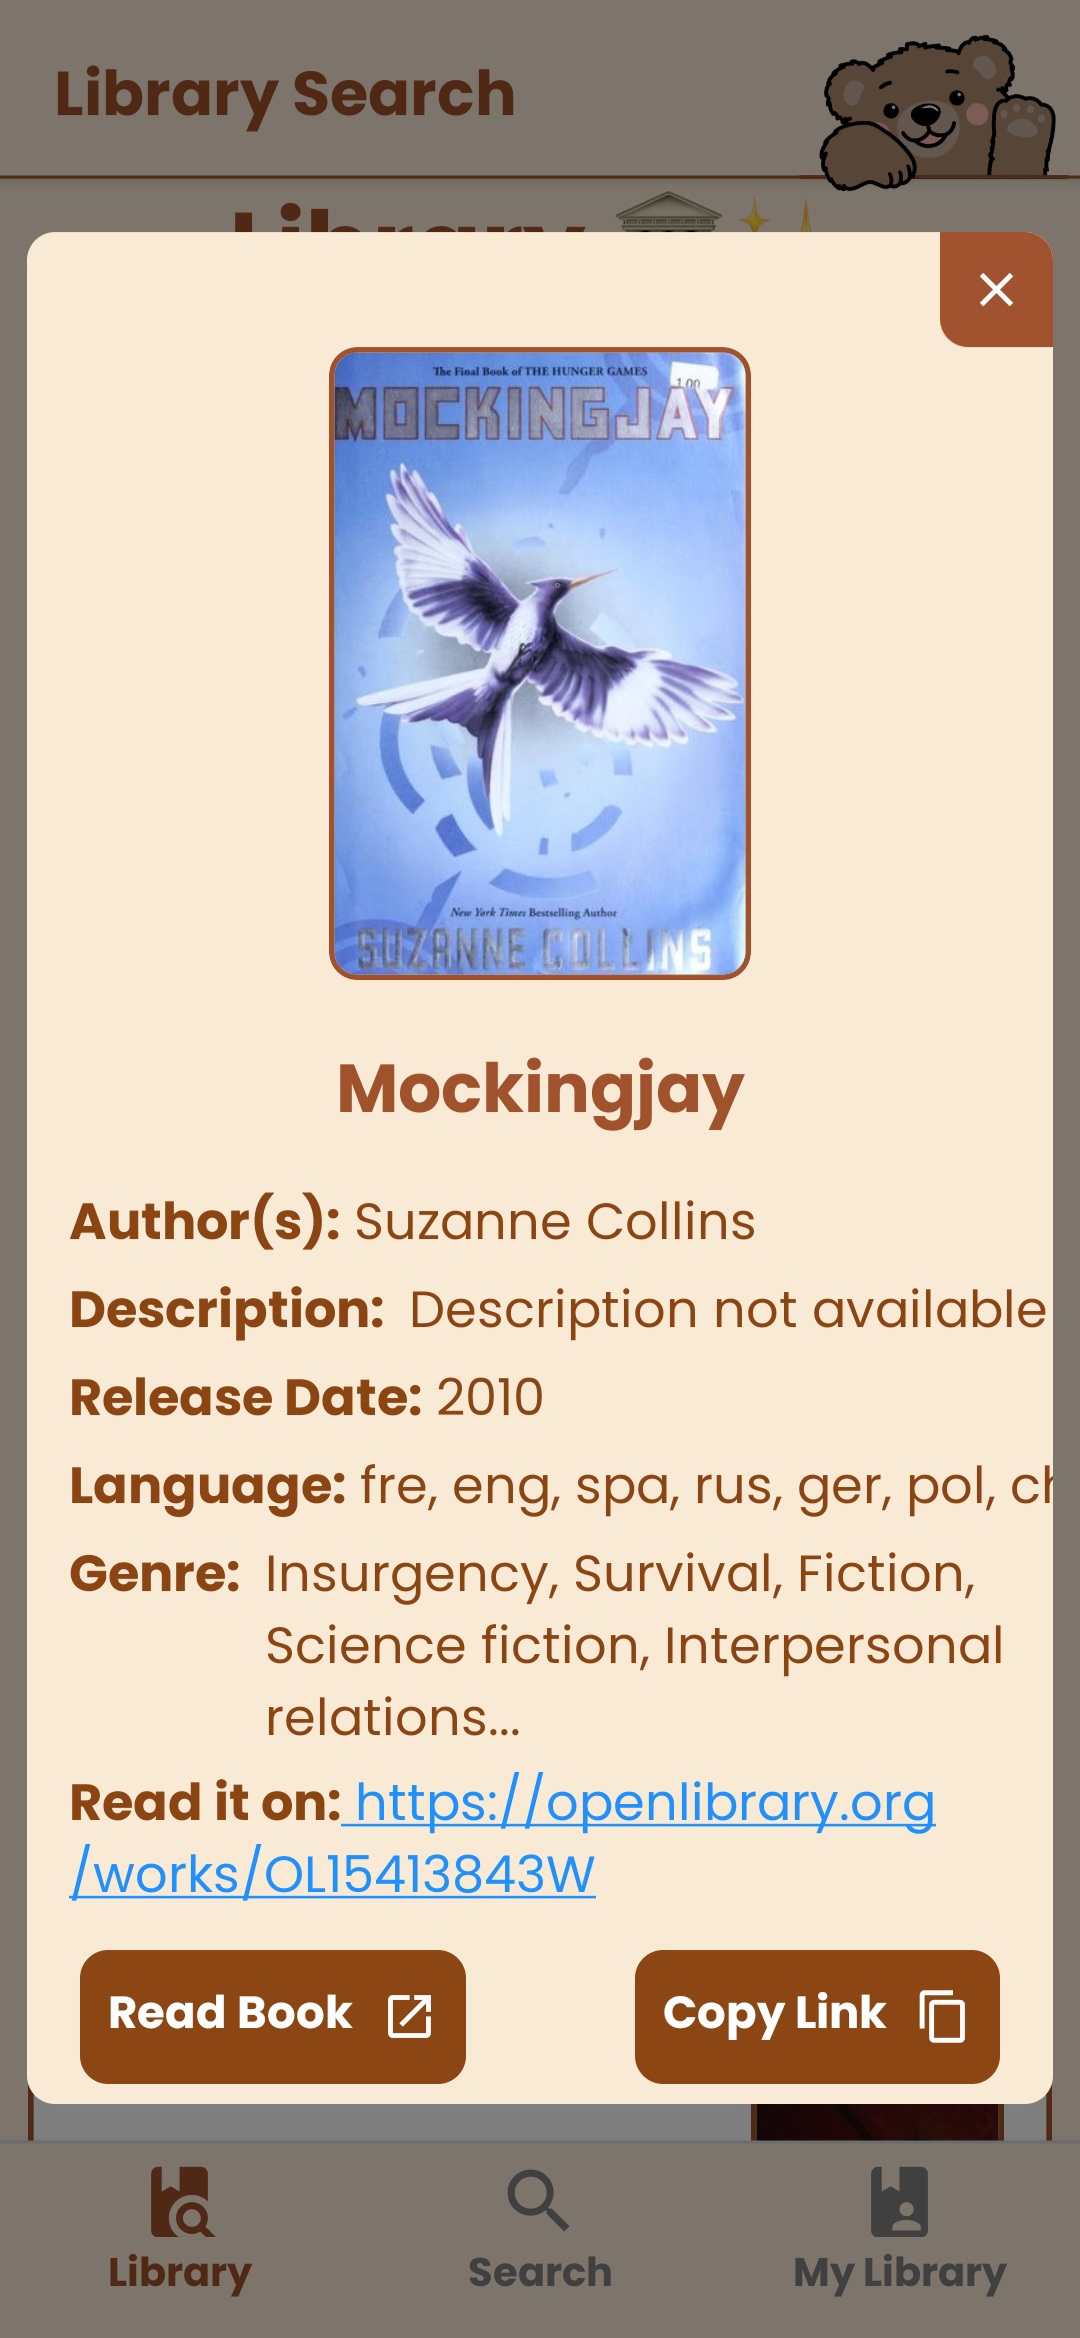 Library Search
Library
The Final Book of THE HUNGER GAMES
1.00
MOCKINGJAY
New York Times Bestselling Author
SUZANNE COLLINS
Mockingjay
Author(s): Suzanne Collins
Description: Description not available
Release Date: 2010
Language: fre, eng, spa, rus, ger, pol, ch
Genre: Insurgency, Survival, Fiction,
Science fiction, Interpersonal
relations...
Read it on: https://openlibrary.org
/works/OL15413843W
Read Book
Copy Link
Library
Search
My Library